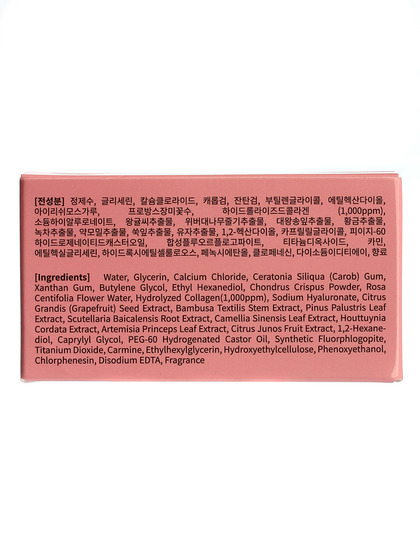 [전성분] 정제수, 글리세린, 칼슘클로라이드, 캐롭검, 잔탄검, 부틸렌글라이콜, 에틸헥산다이올,
아이리쉬모스가루, 프로방스장미꽃수, 하이드롤라이즈드콜라겐 (1,000ppm),
소듐하이알루로네이트, 왕귤씨추출물, 위버대나무줄기추출물, 대왕송잎추출물, 황금추출물,
녹차추출물, 약모밀추출물, 쑥잎추출물, 유자추출물, 1,2-헥산다이올, 카프릴릴글라이콜, 피이지-60
하이드로제네이티드캐스터오일, 합성플루오르플로고파이트, 티타늄디옥사이드, 카민,
에틸헥실글리세린, 하이드록시에틸셀룰로오스, 페녹시에탄올, 클로페네신, 다이소듐이디티에이, 향료
[Ingredients] Water, Glycerin, Calcium Chloride, Ceratonia Siliqua (Carob) Gum,
Xanthan Gum, Butylene Glycol, Ethyl Hexanediol, Chondrus Crispus Powder, Rosa
Centifolia Flower Water, Hydrolyzed Collagen(1,000ppm), Sodium Hyaluronate, Citrus
Grandis (Grapefruit) Seed Extract, Bambusa Textilis Stem Extract, Pinus Palustris Leaf
Extract, Scutellaria Baicalensis Root Extract, Camellia Sinensis Leaf Extract, Houttuynia
Cordata Extract, Artemisia Princeps Leaf Extract, Citrus Junos Fruit Extract, 1,2-Hexane-
diol, Caprylyl Glycol, PEG-60 Hydrogenated Castor Oil, Synthetic Fluorphlogopite,
Titanium Dioxide, Carmine, Ethylhexylglycerin, Hydroxyethylcellulose, Phenoxyethanol,
Chlorphenesin, Disodium EDTA, Fragrance